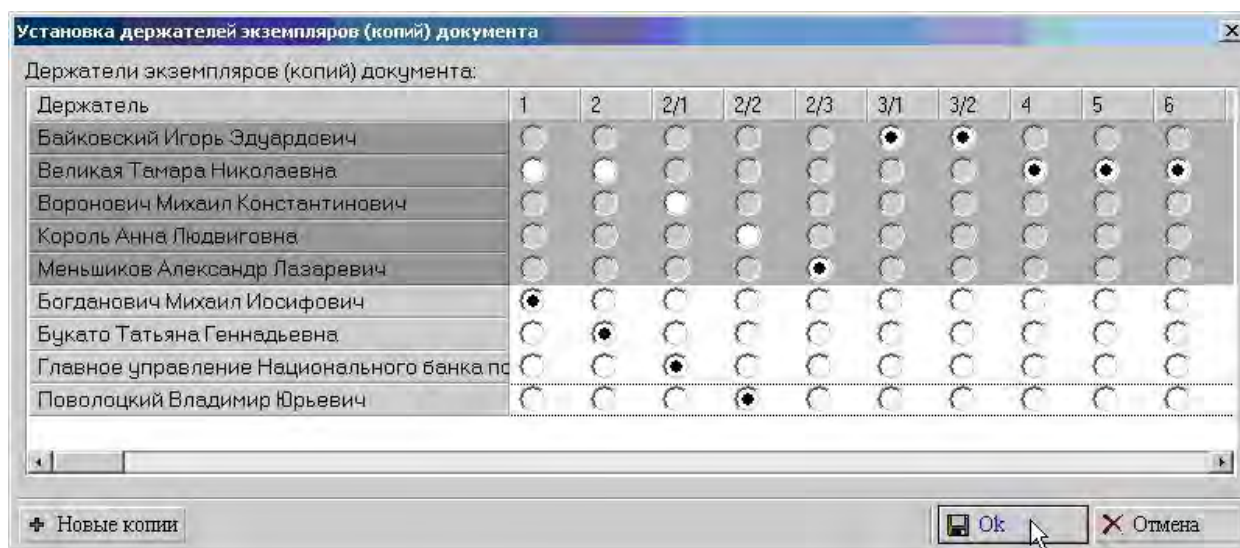 Установка держателей экземпляров (копий) документа
Держатели экземпляров (копий) документа:
Держатель 1 2 2/1 2/2 2/3 3/1 3/2 4 5 6
Байковский Игорь Эдуардович
Великая Тамара Николаевна
Воронович Михаил Константинович
Король Анна Людвиговна
Меньшиков Александр Лазаревич
Богданович Михаил Иосифович
Букато Татьяна Геннадьевна
Главное управление Национального банка по
Поволоцкий Владимир Юрьевич
Новые копии Ok Отмена